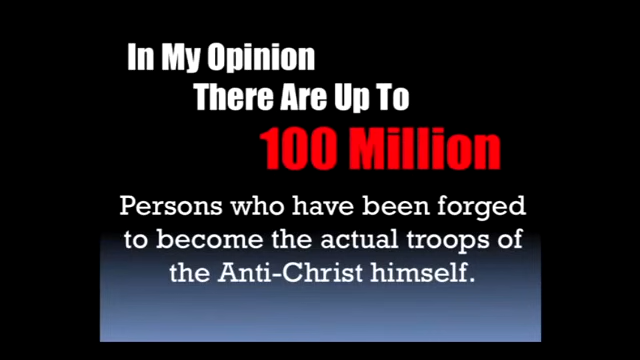 In My Opinion
There Are Up To
100 Million
Persons who have been forged
to become the actual troops of
the Anti-Christ himself.